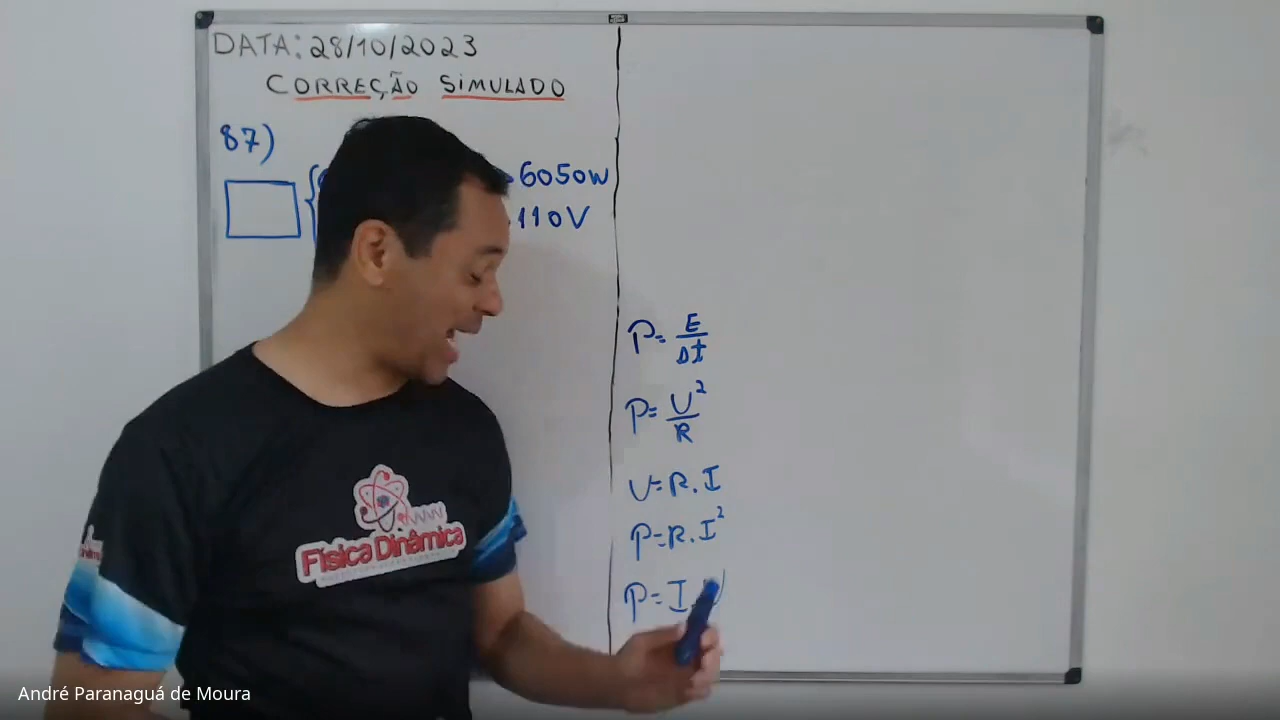 DATA: 28/10/2023
CORREÇÃO SIMULADO
87)
6050W
110V
P= E/Δt
P= U²/R
U=R.I
P=R.I²
P=I.U
Física Dinâmica
André Paranaguá de Moura